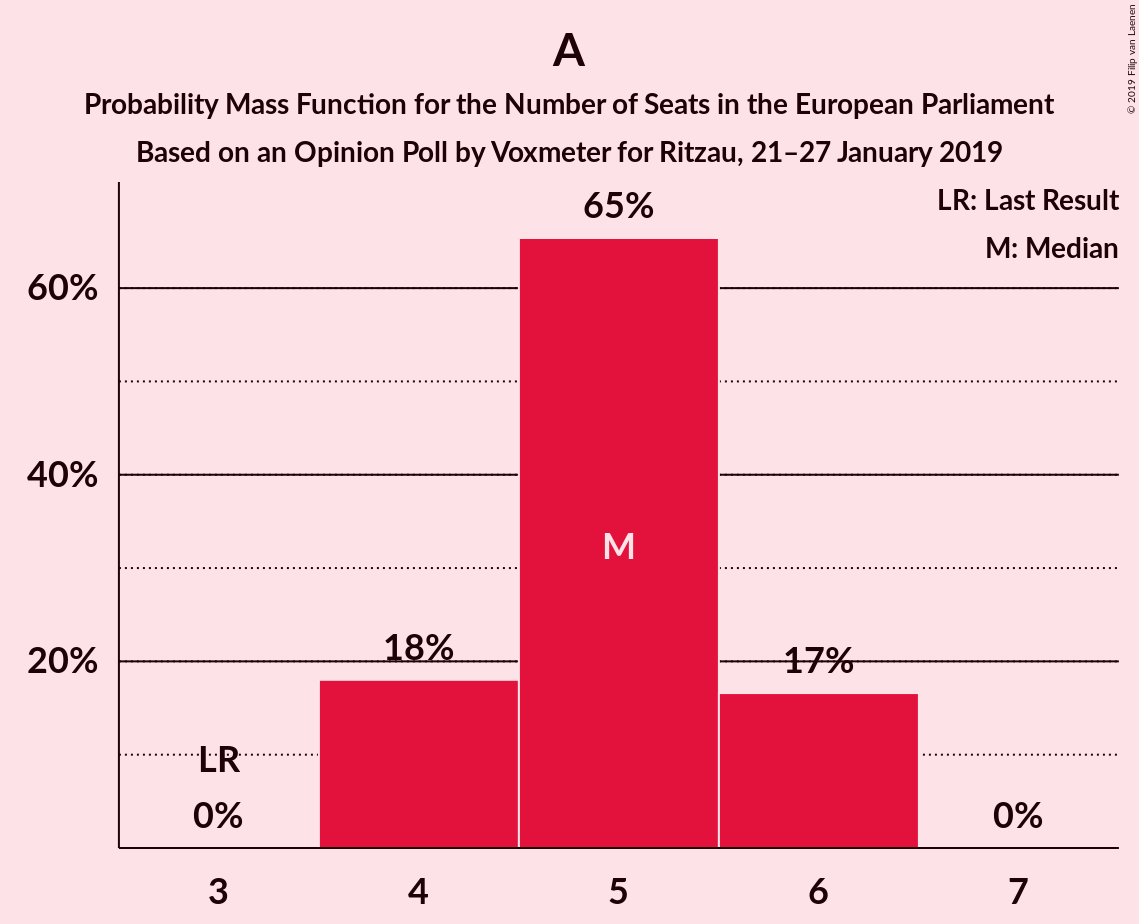 A
Probability Mass Function for the Number of Seats in the European Parliament
Based on an Opinion Poll by Voxmeter for Ritzau, 21–27 January 2019
© 2019 Filip van Laenen
LR: Last Result
M: Median
60%
40%
20%
65%
M
18%
17%
LR
0%
0%
3 4 5 6 7